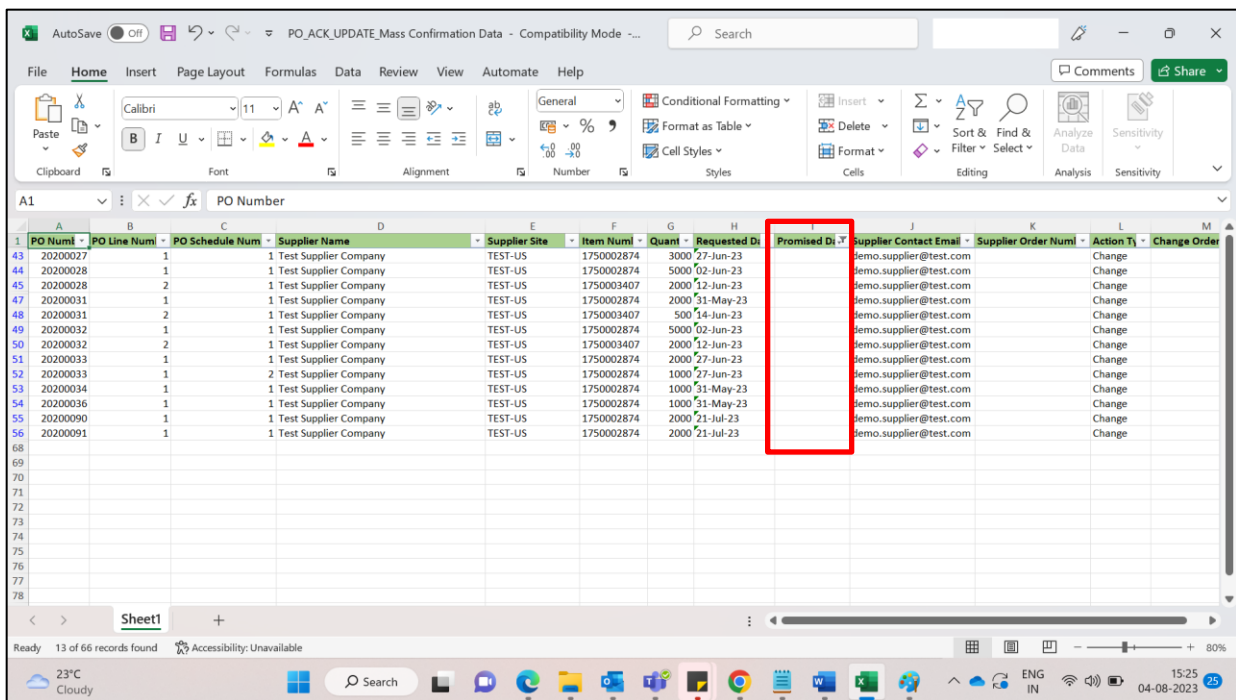 AutoSave Off PO_ACK_UPDATE_Mass Confirmation Data - Compatibility Mode -... Search
File Home Insert Page Layout Formulas Data Review View Automate Help Comments Share
Paste Calibri 11 A^ A˅ ab General Conditional Formatting Insert Σ
B I U A % 9 Format as Table Delete Sort & Filter Find & Select Analyze Data Sensitivity
Cell Styles Format
Clipboard Font Alignment Number Styles Cells Editing Analysis Sensitivity
A1 fx PO Number
A B C D E F G H I J K L M
1 PO Numl PO Line Numl PO Schedule Num Supplier Name Supplier Site Item Numl Quant Requested Da Promised Da Supplier Contact Email Supplier Order Numl Action Ty Change Order
43 20200027 1 1 Test Supplier Company TEST-US 1750002874 3000 27-Jun-23 demo.supplier@test.com Change
44 20200028 1 1 Test Supplier Company TEST-US 1750002874 5000 02-Jun-23 demo.supplier@test.com Change
45 20200028 2 1 Test Supplier Company TEST-US 1750003407 2000 12-Jun-23 demo.supplier@test.com Change
47 20200031 1 1 Test Supplier Company TEST-US 1750002874 2000 31-May-23 demo.supplier@test.com Change
48 20200031 2 1 Test Supplier Company TEST-US 1750003407 500 14-Jun-23 demo.supplier@test.com Change
49 20200032 1 1 Test Supplier Company TEST-US 1750002874 5000 02-Jun-23 demo.supplier@test.com Change
50 20200032 2 1 Test Supplier Company TEST-US 1750003407 2000 12-Jun-23 demo.supplier@test.com Change
51 20200033 1 1 Test Supplier Company TEST-US 1750002874 2000 27-Jun-23 demo.supplier@test.com Change
52 20200033 1 2 Test Supplier Company TEST-US 1750002874 1000 27-Jun-23 demo.supplier@test.com Change
53 20200034 1 1 Test Supplier Company TEST-US 1750002874 1000 31-May-23 demo.supplier@test.com Change
54 20200036 1 1 Test Supplier Company TEST-US 1750002874 1000 31-May-23 demo.supplier@test.com Change
55 20200090 1 1 Test Supplier Company TEST-US 1750002874 2000 21-Jul-23 demo.supplier@test.com Change
56 20200091 1 1 Test Supplier Company TEST-US 1750002874 2000 21-Jul-23 demo.supplier@test.com Change
68
69
70
71
72
73
74
75
76
77
78
Sheet1 +
Ready 13 of 66 records found Accessibility: Unavailable - + 80%
23°C Cloudy Search ENG IN 15:25 04-08-2023 25